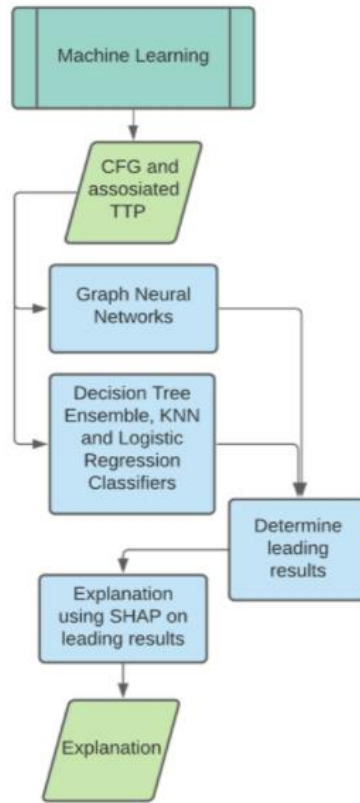 Machine Learning
CFG and
assosiated
TTP
Graph Neural
Networks
Decision Tree
Ensemble, KNN
and Logistic
Regression
Classifiers
Determine
leading
results
Explanation
using SHAP on
leading results
Explanation